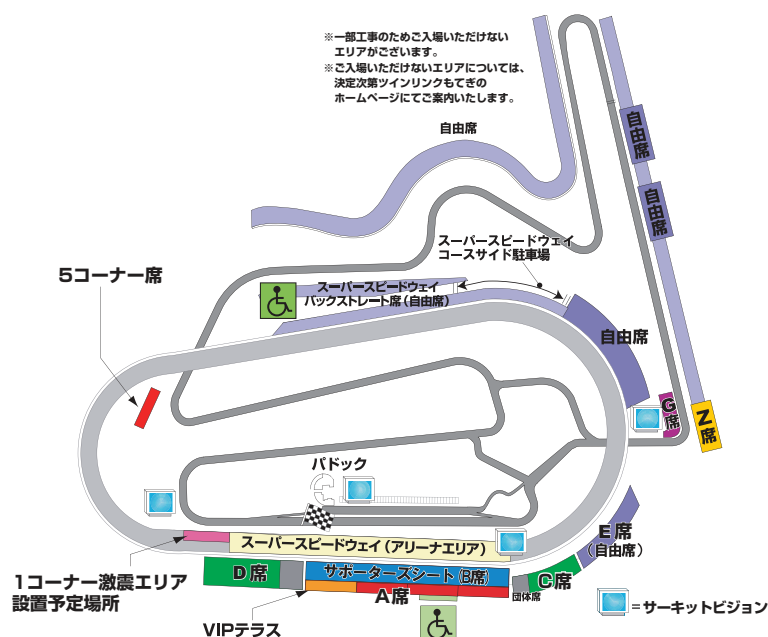 ※一部工事のためご入場いただけない
エリアがございます。
※ご入場いただけないエリアについては、
決定次第ツインリンクもてぎの
ホームページにてご案内いたします。
自由席
自由席
自由席
スーパースピードウェイ
コースサイド駐車場
5コーナー席
スーパースピードウェイ
バックストレート席(自由席)
自由席
G席
Z席
パドック
E席
(自由席)
スーパースピードウェイ(アリーナエリア)
1コーナー激震エリア
設置予定場所
D席
サポーターズシート(B席)
C席
団体席
A席
VIPテラス
=サーキットビジョン